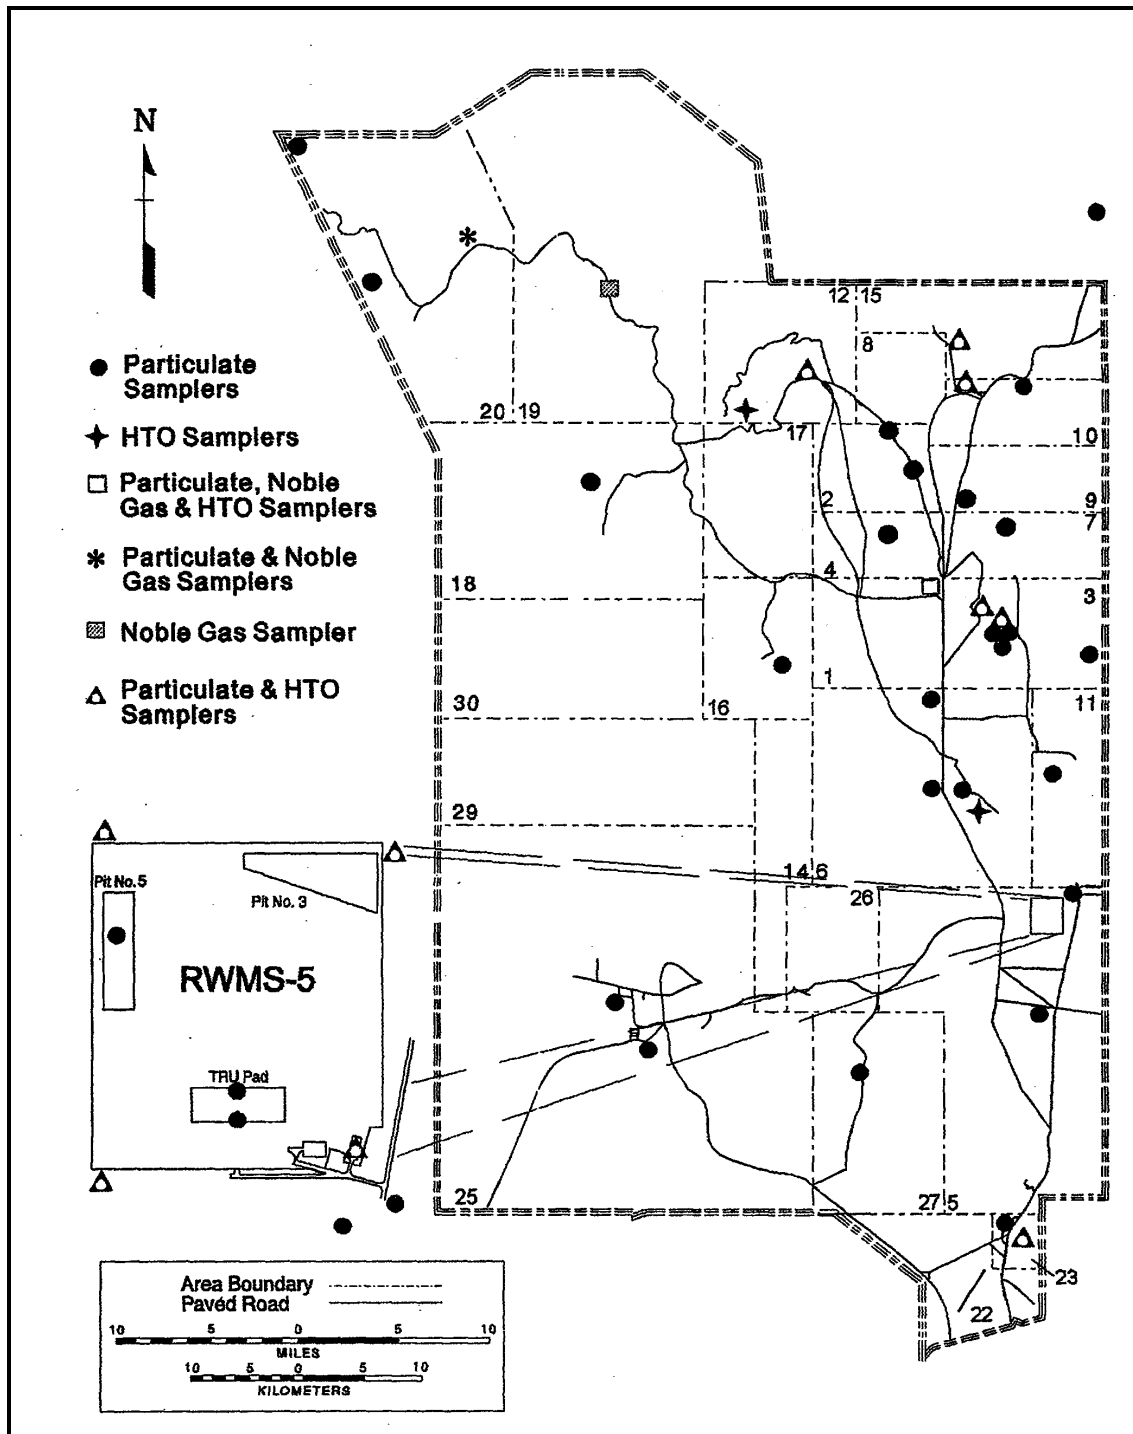 N
12 15
8
20 19
17
10
2
9
7
4
3
18
1
11
30
16
29
14 6
26
25
27 5
23
22
Particulate
Samplers
HTO Samplers
Particulate, Noble
Gas & HTO Samplers
Particulate & Noble
Gas Samplers
Noble Gas Sampler
Particulate & HTO
Samplers
Pit No. 5
Pit No. 3
RWMS-5
TRU Pad
Area Boundary
Paved Road
10 5 0 5 10
MILES
10 5 0 5 10
KILOMETERS